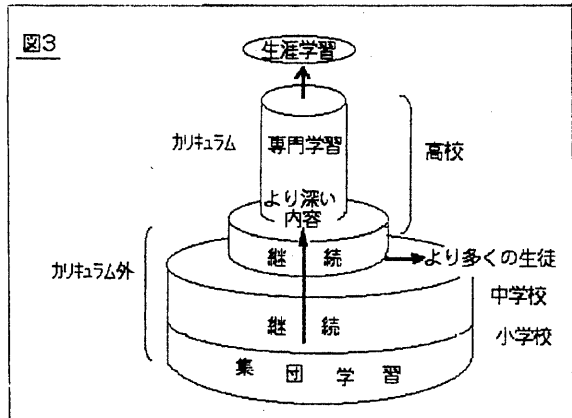 図3
生涯学習
カリキュラム
専門学習
高校
より深い
内容
継続
より多くの生徒
カリキュラム外
中学校
継続
小学校
集団学習